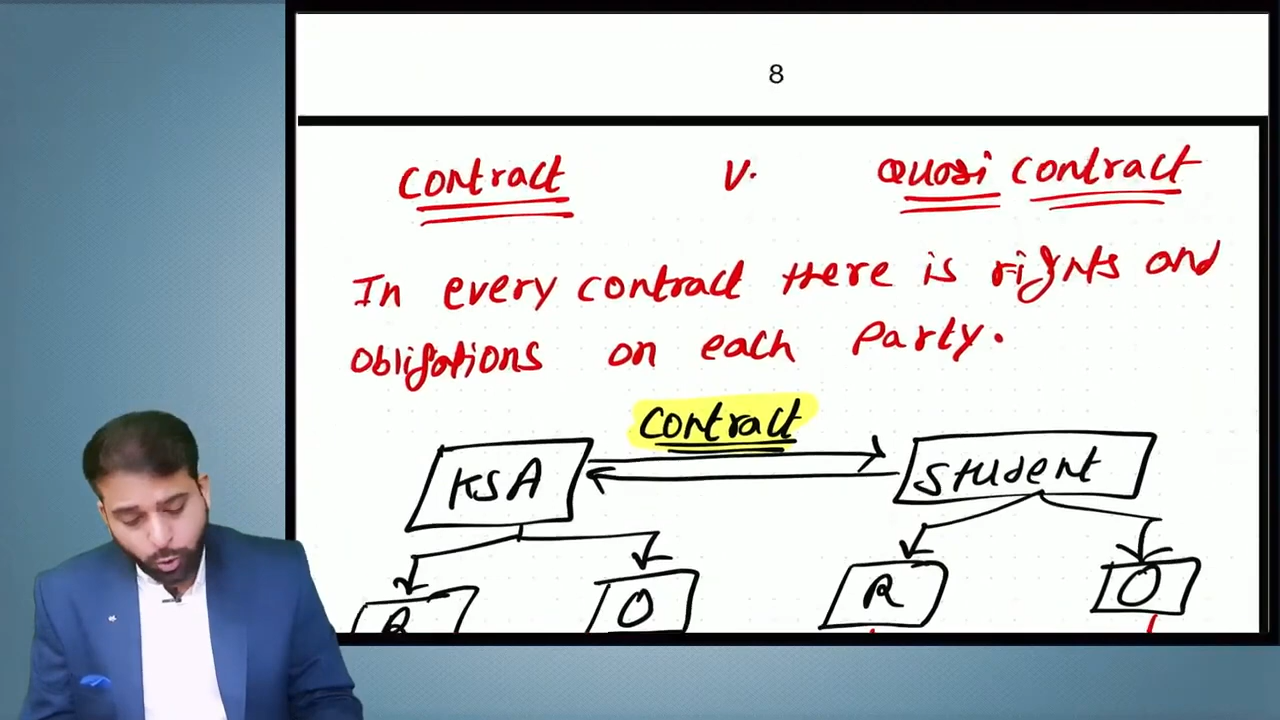 8
Contract V. Quasi Contract
In every contract there is rights and
obligations on each Party.
Contract
KSA Student
R O R O